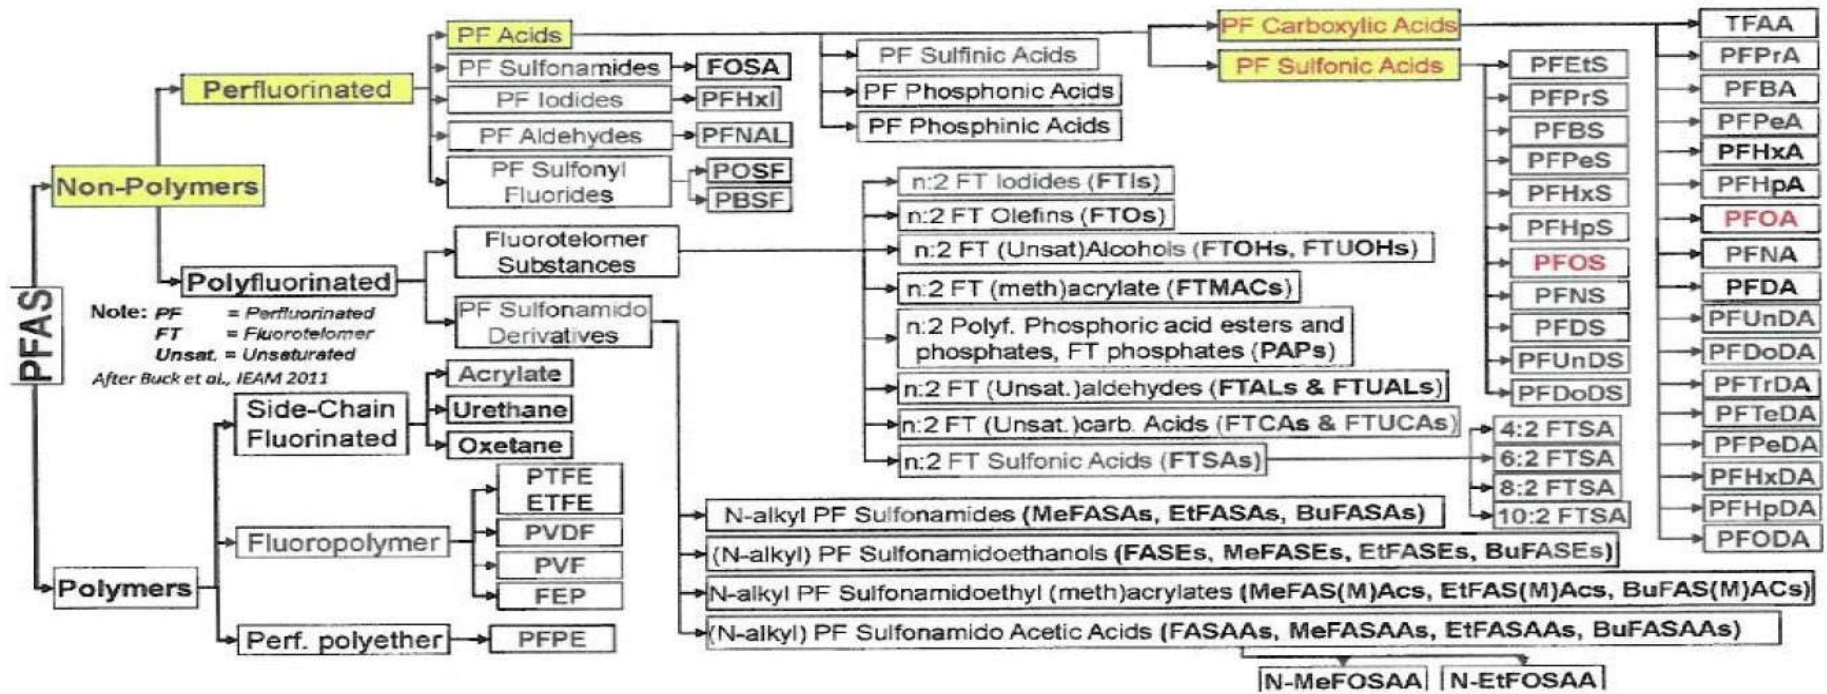 PFAS
Non-Polymers
Perfluorinated
PF Acids
PF Sulfonamides
FOSA
PF Iodides
PFHxI
PF Aldehydes
PFNAL
PF Sulfonyl
Fluorides
POSF
PBSF
PF Sulfinic Acids
PF Phosphonic Acids
PF Phosphinic Acids
PF Carboxylic Acids
PF Sulfonic Acids
PFEtS
PFPrS
PFBS
PFPeS
PFHxS
PFHpS
PFOS
PFNS
PFDS
PFUnDS
PFDoDS
TFAA
PFPrA
PFBA
PFPeA
PFHxA
PFHpA
PFOA
PFNA
PFDA
PFUnDA
PFDoDA
PFTrDA
PFTeDA
PFPeDA
PFHxDA
PFHpDA
PFODA
Polyfluorinated
Fluorotelomer
Substances
PF Sulfonamido
Derivatives
n:2 FT Iodides (FTIs)
n:2 FT Olefins (FTOs)
n:2 FT (Unsat)Alcohols (FTOHs, FTUOHs)
n:2 FT (meth)acrylate (FTMACs)
n:2 Polyf. Phosphoric acid esters and
phosphates, FT phosphates (PAPs)
n:2 FT (Unsat.)aldehydes (FTALs & FTUALs)
n:2 FT (Unsat.)carb. Acids (FTCAs & FTUCAs)
n:2 FT Sulfonic Acids (FTSAs)
4:2 FTSA
6:2 FTSA
8:2 FTSA
10:2 FTSA
N-alkyl PF Sulfonamides (MeFASAs, EtFASAs, BuFASAs)
(N-alkyl) PF Sulfonamidoethanols (FASEs, MeFASEs, EtFASEs, BuFASEs)
N-alkyl PF Sulfonamidoethyl (meth)acrylates (MeFAS(M)Acs, EtFAS(M)Acs, BuFAS(M)ACs)
(N-alkyl) PF Sulfonamido Acetic Acids (FASAAs, MeFASAAs, EtFASAAs, BuFASAAs)
N-MeFOSAA
N-EtFOSAA
Note: PF = Perfluorinated
FT = Fluorotelomer
Unsat. = Unsaturated
After Buck et al., IEAM 2011
Polymers
Side-Chain
Fluorinated
Acrylate
Urethane
Oxetane
Fluoropolymer
PTFE
ETFE
PVDF
PVF
FEP
Perf. polyether
PFPE